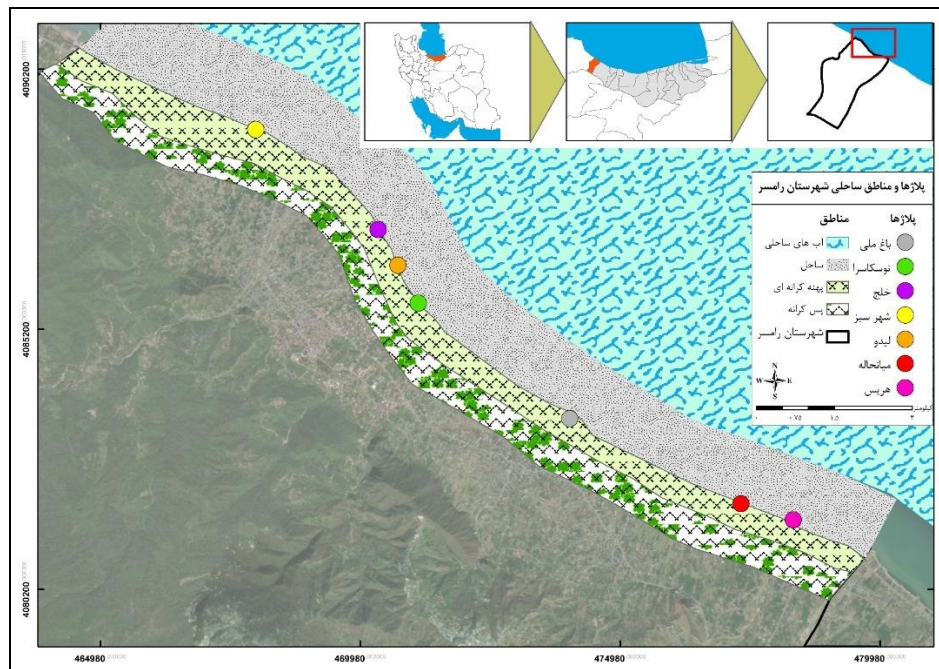 پلاژها و مناطق ساحلی شهرستان رامسر
پلاژها
باغ ملی
نوسکاسرا
خلج
شهر سبز
لیدو
میانحاله
هریس
مناطق
اب های ساحلی
ساحل
پهنه کرانه ای
پس کرانه
شهرستان رامسر
N
W E
S
کیلومتر
۰ ۰.۷۵ ۱.۵ ۳
4090200
4085200
4080200
464980
469980
474980
479980